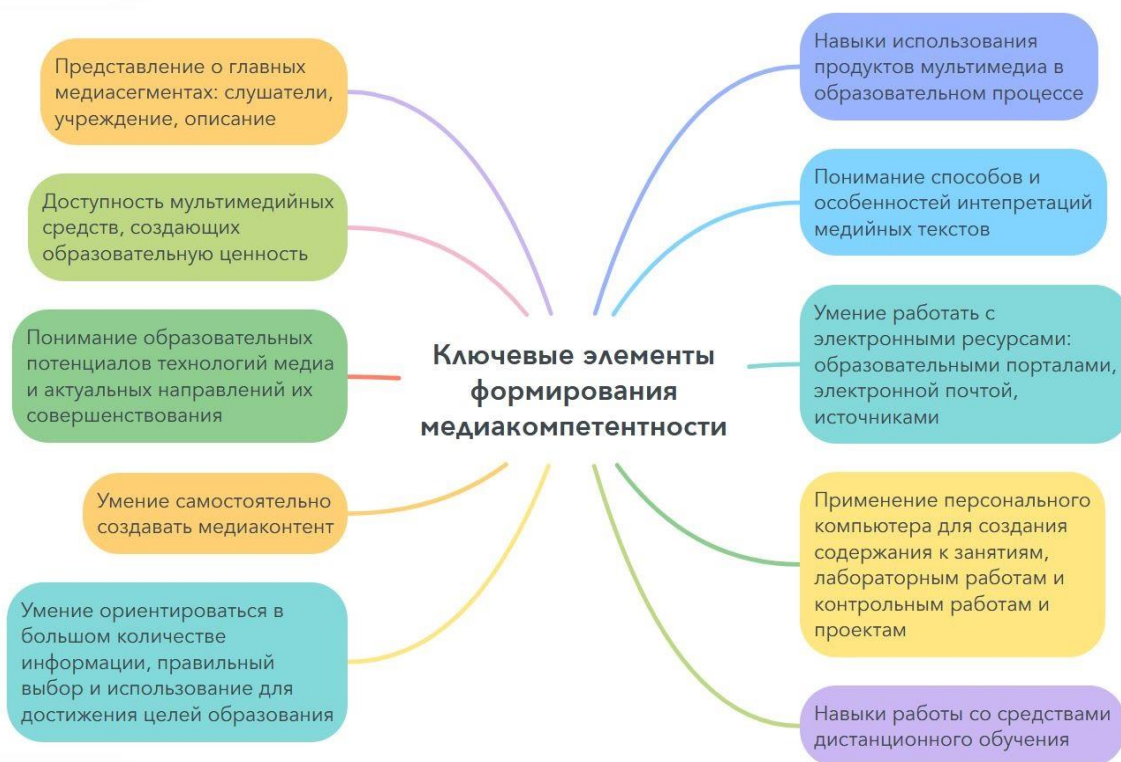 Представление о главных
медиасегментах: слушатели,
учреждение, описание
Доступность мультимедийных
средств, создающих
образовательную ценность
Понимание образовательных
потенциалов технологий медиа
и актуальных направлений их
совершенствования
Умение самостоятельно
создавать медиаконтент
Умение ориентироваться в
большом количестве
информации, правильный
выбор и использование для
достижения целей образования
Ключевые элементы
формирования
медиакомпетентности
Навыки использования
продуктов мультимедиа в
образовательном процессе
Понимание способов и
особенностей интепретаций
медийных текстов
Умение работать с
электронными ресурсами:
образовательными порталами,
электронной почтой,
источниками
Применение персонального
компьютера для создания
содержания к занятиям,
лабораторным работам и
контрольным работам и
проектам
Навыки работы со средствами
дистанционного обучения